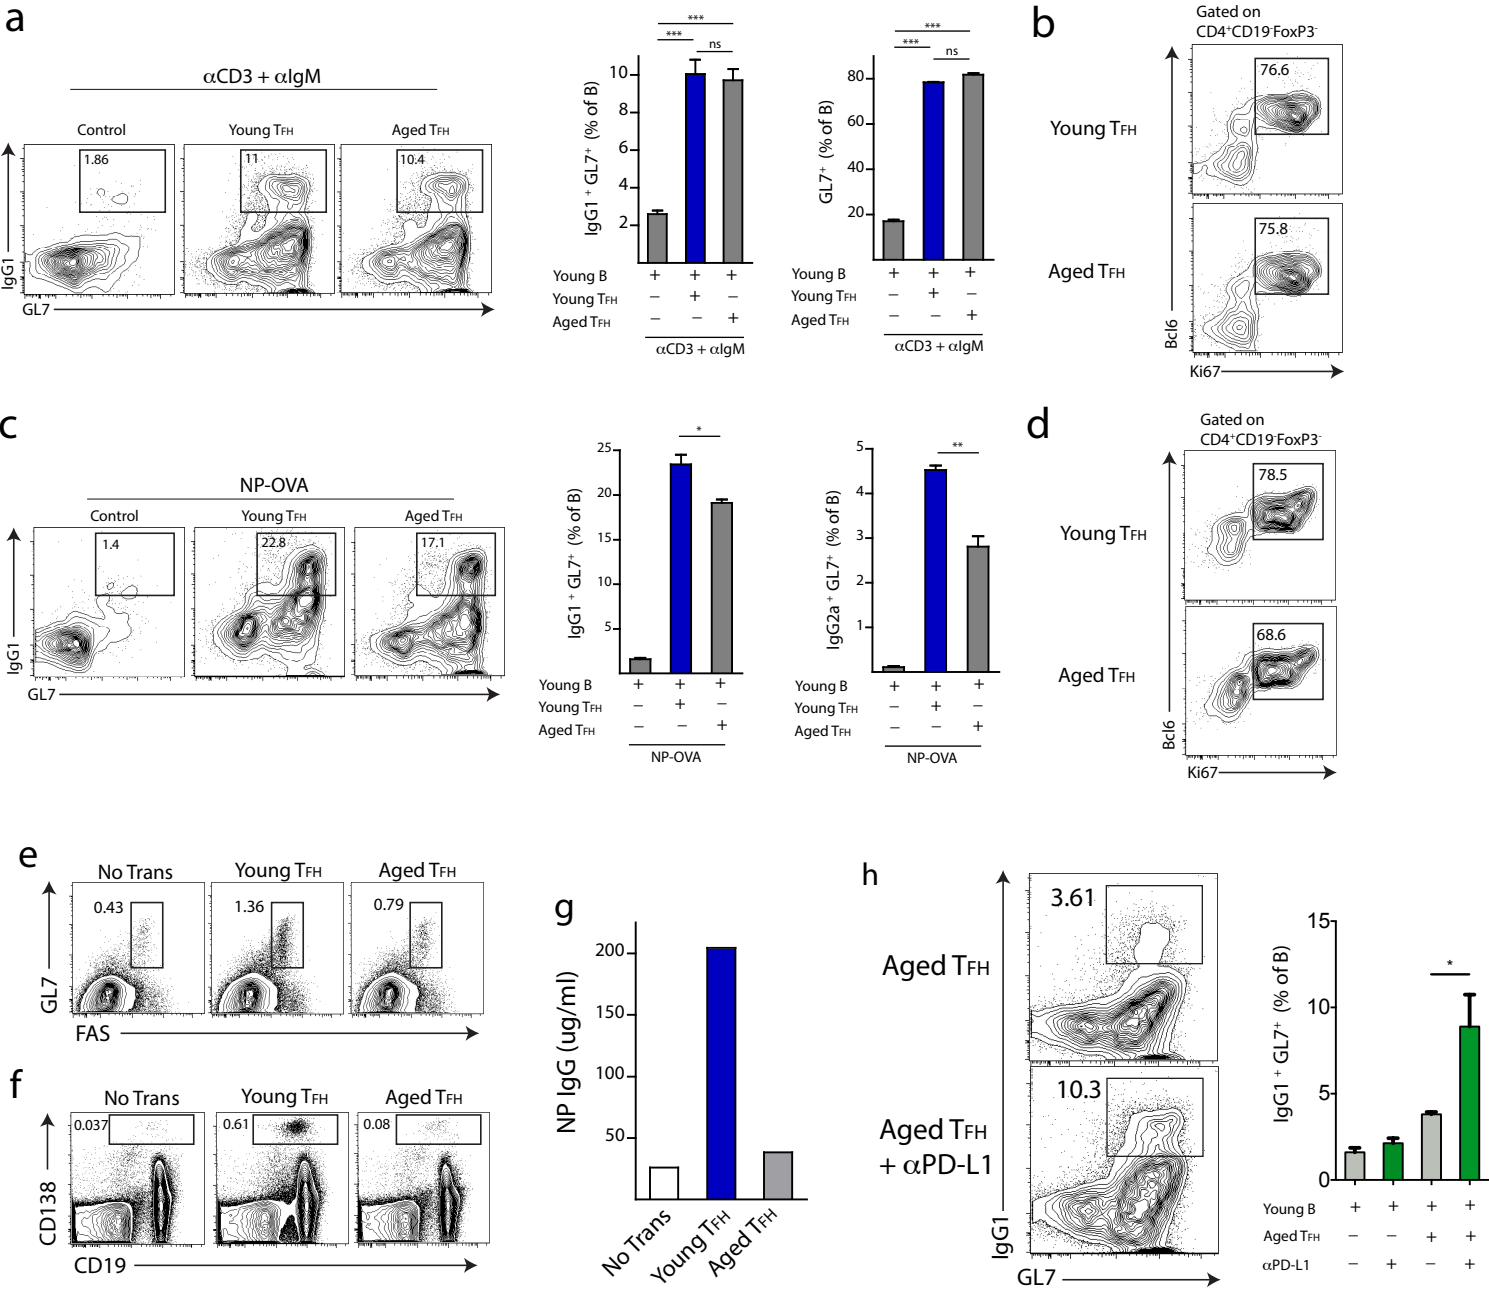 a
αCD3 + αIgM
Control Young TFH Aged TFH
1.86 11 10.4
IgG1
GL7
IgG1 + GL7+ (% of B)
10
8
6
4
2
*** *** ns
Young B + + +
Young TFH – + –
Aged TFH – – +
αCD3 + αIgM
GL7+ (% of B)
80
60
40
20
*** *** ns
Young B + + +
Young TFH – + –
Aged TFH – – +
αCD3 + αIgM
b
Gated on
CD4+CD19-FoxP3-
Young TFH
76.6
Aged TFH
75.8
Bcl6
Ki67
c
NP-OVA
Control Young TFH Aged TFH
1.4 22.8 17.1
IgG1
GL7
IgG1 + GL7+ (% of B)
25
20
15
10
5
*
Young B + + +
Young TFH – + –
Aged TFH – – +
NP-OVA
IgG2a + GL7+ (% of B)
5
4
3
2
1
**
Young B + + +
Young TFH – + –
Aged TFH – – +
NP-OVA
d
Gated on
CD4+CD19-FoxP3-
Young TFH
78.5
Aged TFH
68.6
Bcl6
Ki67
e
No Trans Young TFH Aged TFH
0.43 1.36 0.79
GL7
FAS
f
No Trans Young TFH Aged TFH
0.037 0.61 0.08
CD138
CD19
g
NP IgG (ug/ml)
200
150
100
50
No Trans
Young TFH
Aged TFH
h
Aged TFH
3.61
Aged TFH
+ αPD-L1
10.3
IgG1
GL7
IgG1 + GL7+ (% of B)
15
10
5
0
*
Young B + + + +
Aged TFH – – + +
αPD-L1 – + – +